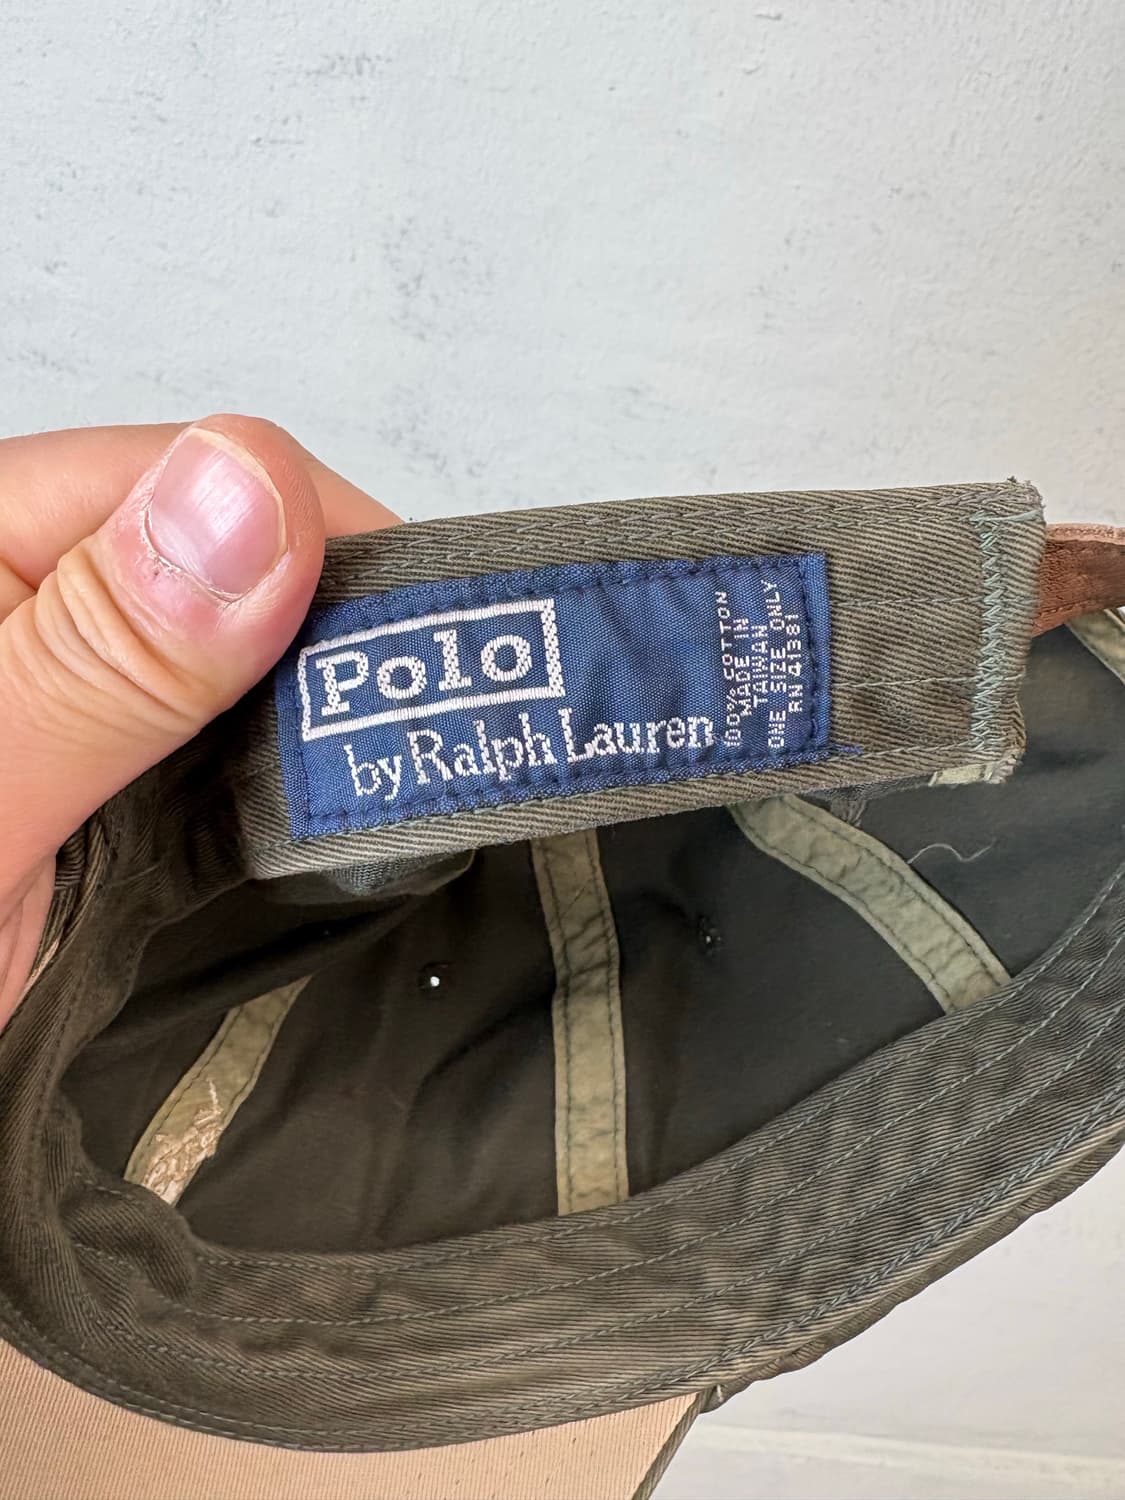 Polo
by Ralph Lauren
100% COTTON
MADE IN
TAIWAN
ONE SIZE ONLY
RN 41381